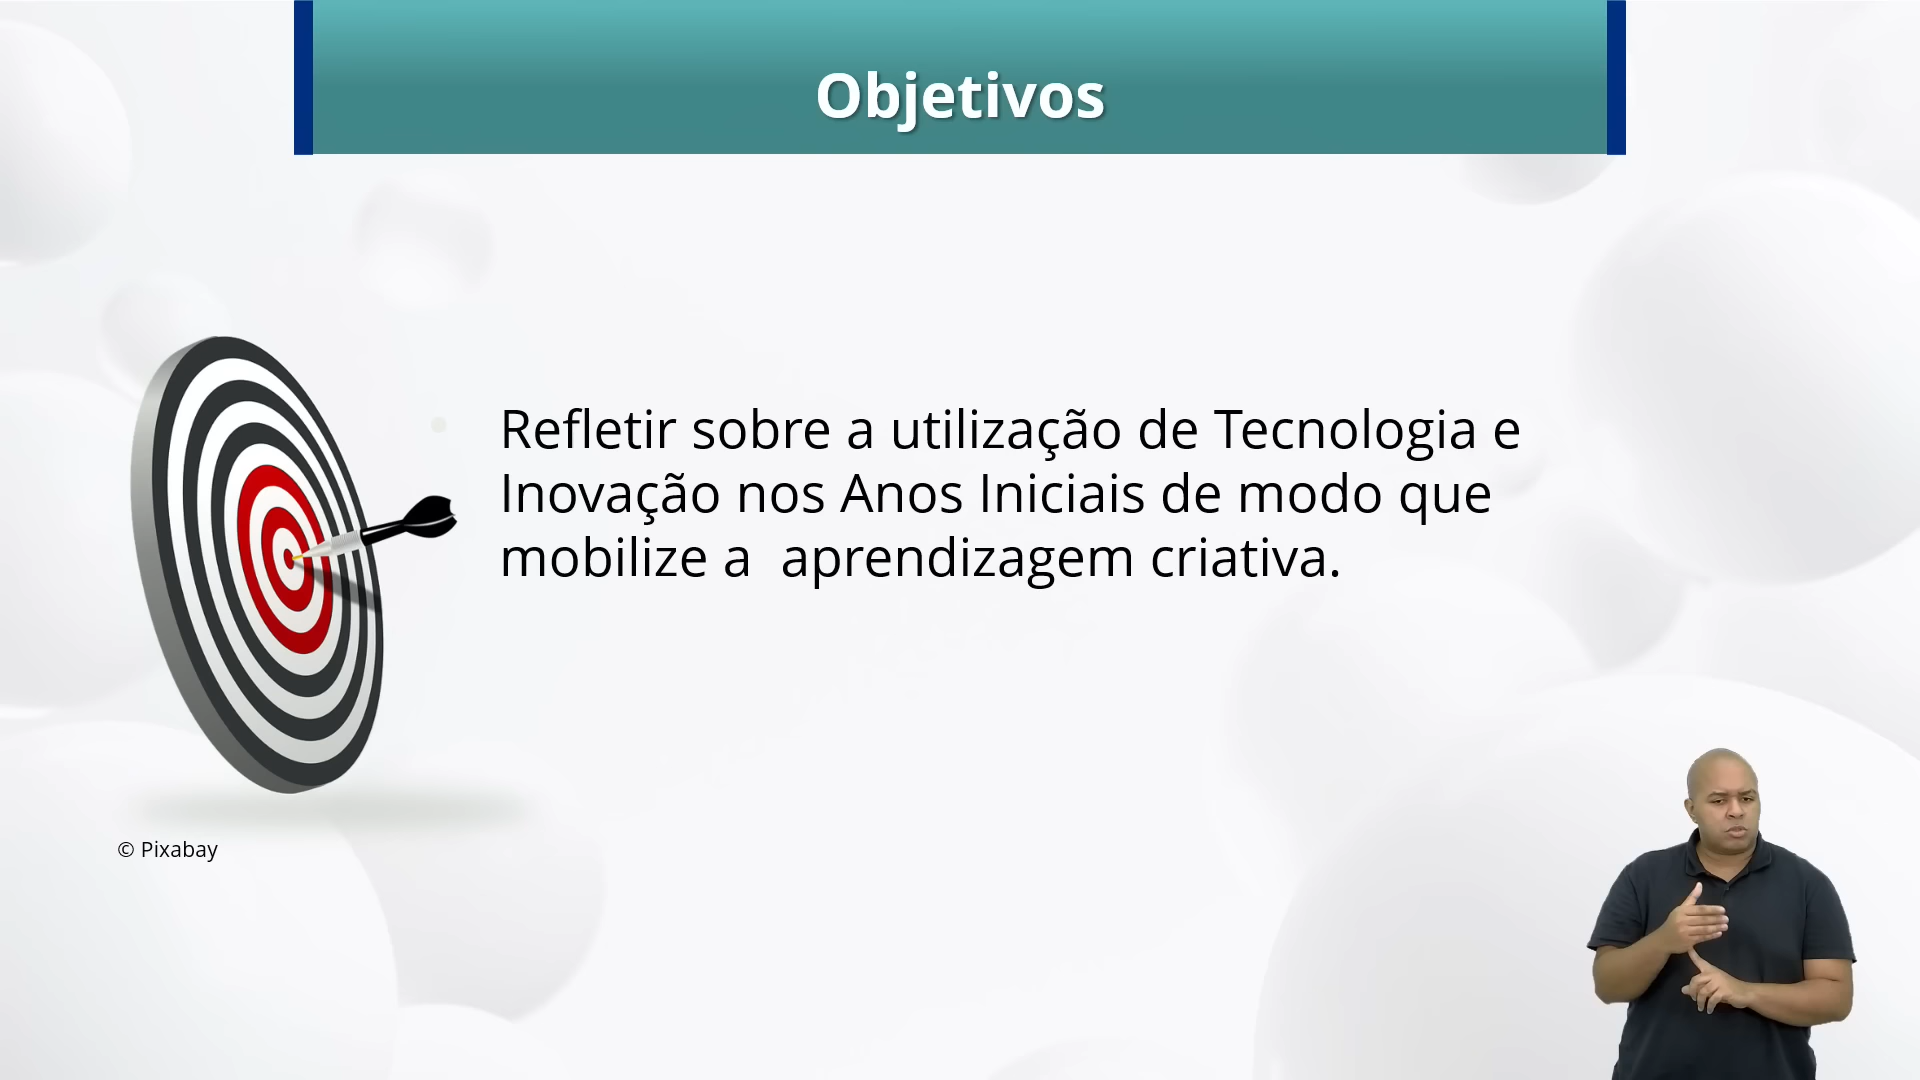 Objetivos
Refletir sobre a utilização de Tecnologia e
Inovação nos Anos Iniciais de modo que
mobilize a  aprendizagem criativa.
© Pixabay